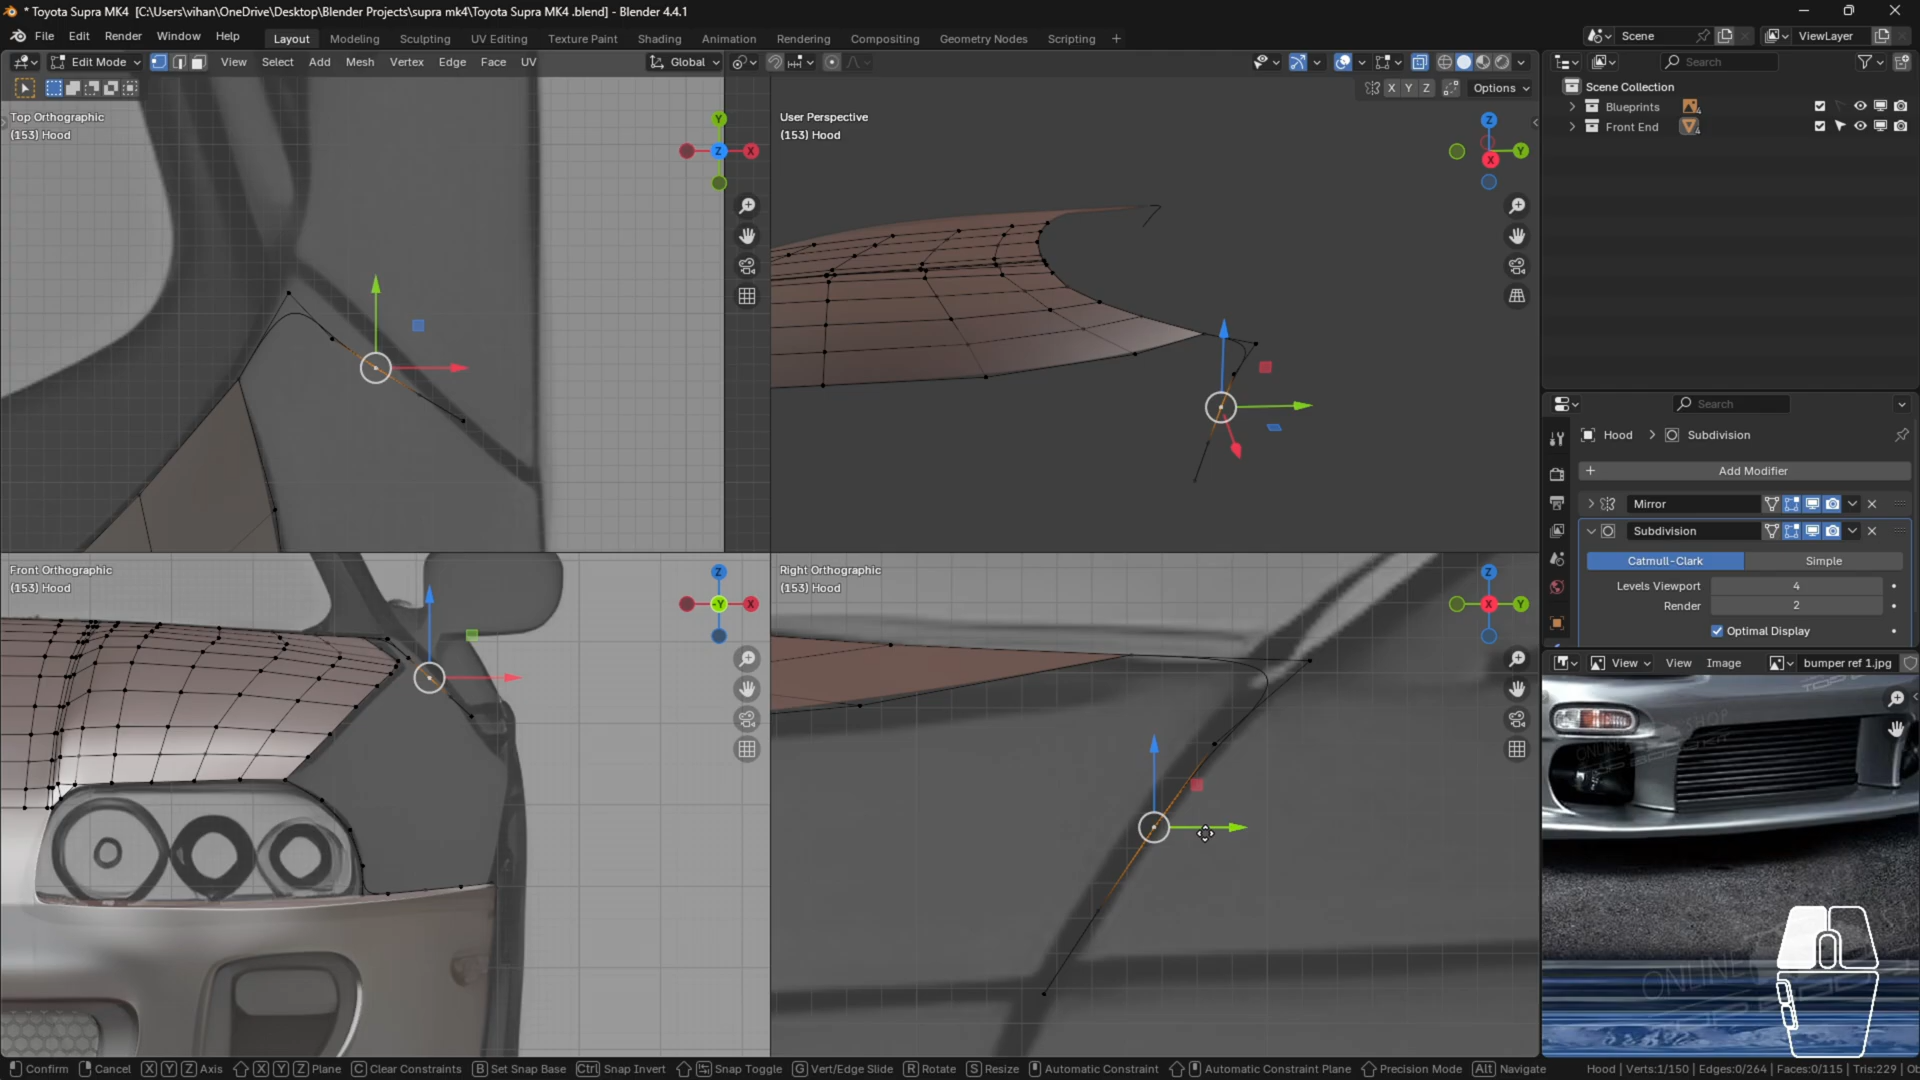 * Toyota Supra MK4  [C:\Users\vihan\OneDrive\Desktop\Blender Projects\supra mk4\Toyota Supra MK4 .blend] - Blender 4.4.1
File Edit Render Window Help Layout Modeling Sculpting UV Editing Texture Paint Shading Animation Rendering Compositing Geometry Nodes Scripting + Scene ViewLayer
Edit Mode View Select Add Mesh Vertex Edge Face UV Global
X Y Z Options
Search
Scene Collection
Blueprints 4
Front End 4
Top Orthographic
(153) Hood
Y
Z X
User Perspective
(153) Hood
Z
Y
X
Search
Hood > Subdivision
+ Add Modifier
Mirror
Subdivision
Catmull-Clark Simple
Levels Viewport 4
Render 2
Optimal Display
Front Orthographic
(153) Hood
Z
-Y X
Right Orthographic
(153) Hood
Z
X Y
View View Image bumper ref 1.jpg
Confirm Cancel X Y Z Axis X Y Z Plane C Clear Constraints B Set Snap Base Ctrl Snap Invert Snap Toggle G Vert/Edge Slide R Rotate S Resize Automatic Constraint Automatic Constraint Plane Precision Mode Alt Navigate Hood | Verts:1/150 | Edges:0/264 | Faces:0/115 | Tris:229 | Ob